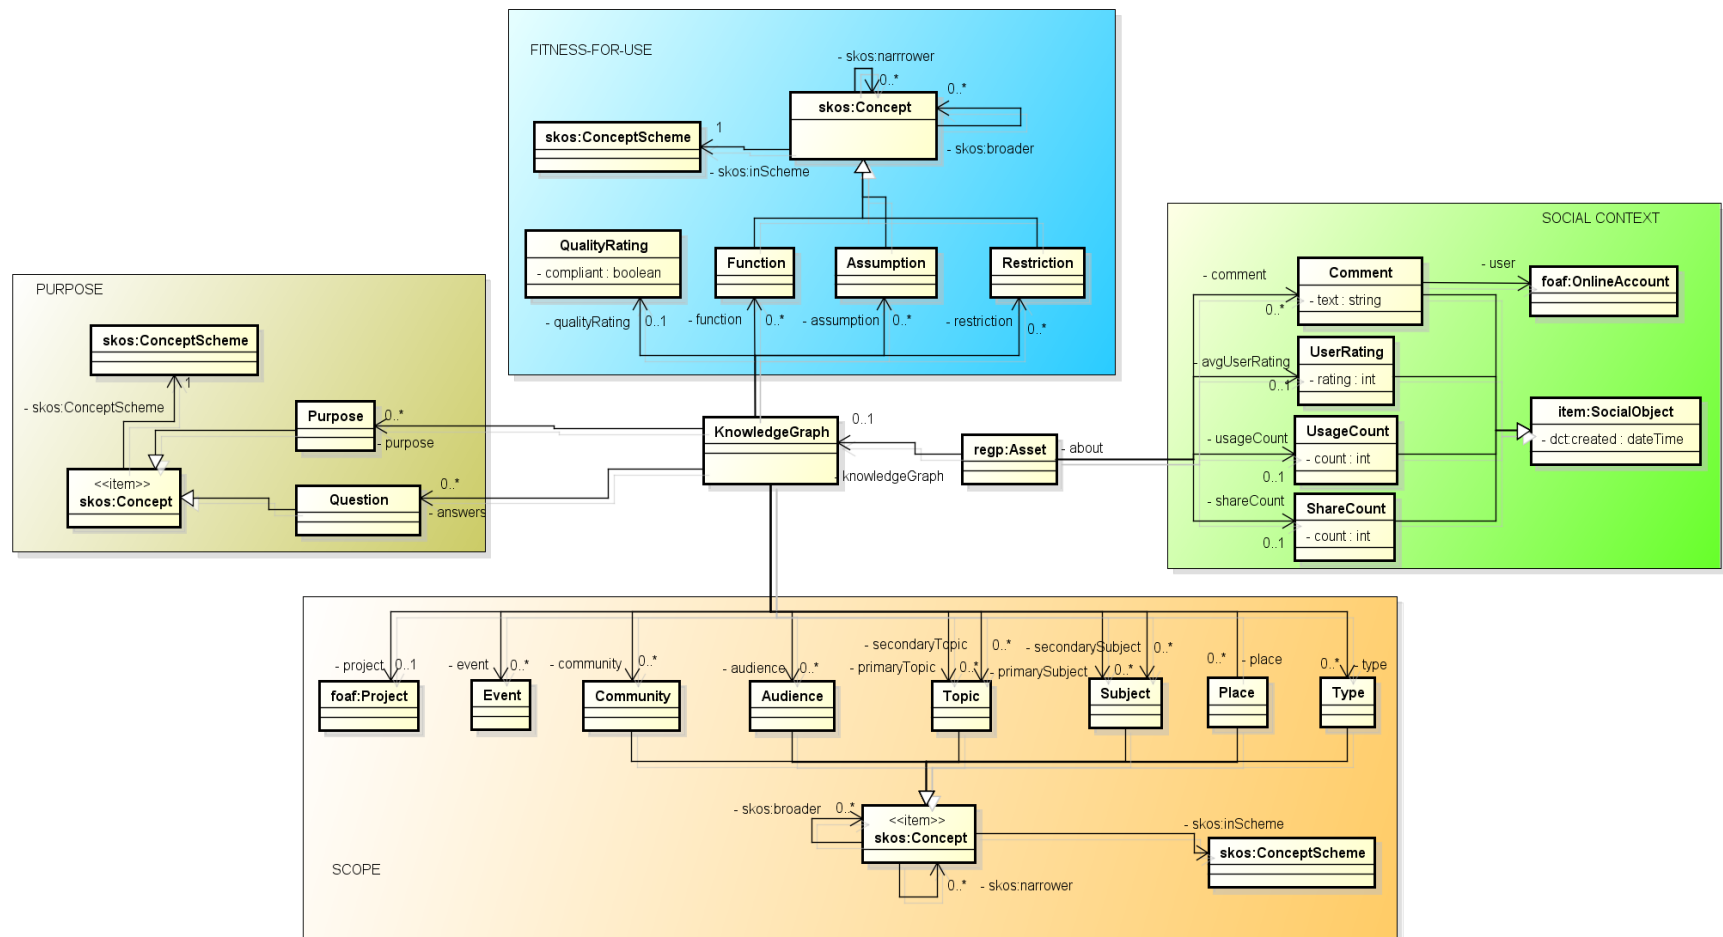 FITNESS-FOR-USE
- skos:narrrower
0..*
skos:Concept
0..*
- skos:broader
skos:ConceptScheme
1
- skos:inScheme
QualityRating
- compliant : boolean
Function
Assumption
Restriction
- qualityRating
0..1
- function
0..*
- assumption
0..*
- restriction
0..*
SOCIAL CONTEXT
- comment
0..*
Comment
- text : string
- user
foaf:OnlineAccount
- avgUserRating
0..1
UserRating
- rating : int
- usageCount
0..1
UsageCount
- count : int
- shareCount
0..1
ShareCount
- count : int
item:SocialObject
- dct:created : dateTime
PURPOSE
skos:ConceptScheme
1
- skos:ConceptScheme
Purpose
0..*
- purpose
<<item>>
skos:Concept
Question
0..*
- answers
KnowledgeGraph
0..1
- knowledgeGraph
regp:Asset
- about
- project
0..1
- event
0..*
- community
0..*
- audience
0..*
- secondaryTopic
0..*
- primaryTopic
0..*
- secondarySubject
0..*
- primarySubject
0..*
0..*
- place
0..*
- type
foaf:Project
Event
Community
Audience
Topic
Subject
Place
Type
- skos:broader
0..*
<<item>>
skos:Concept
0..*
- skos:narrower
- skos:inScheme
skos:ConceptScheme
SCOPE